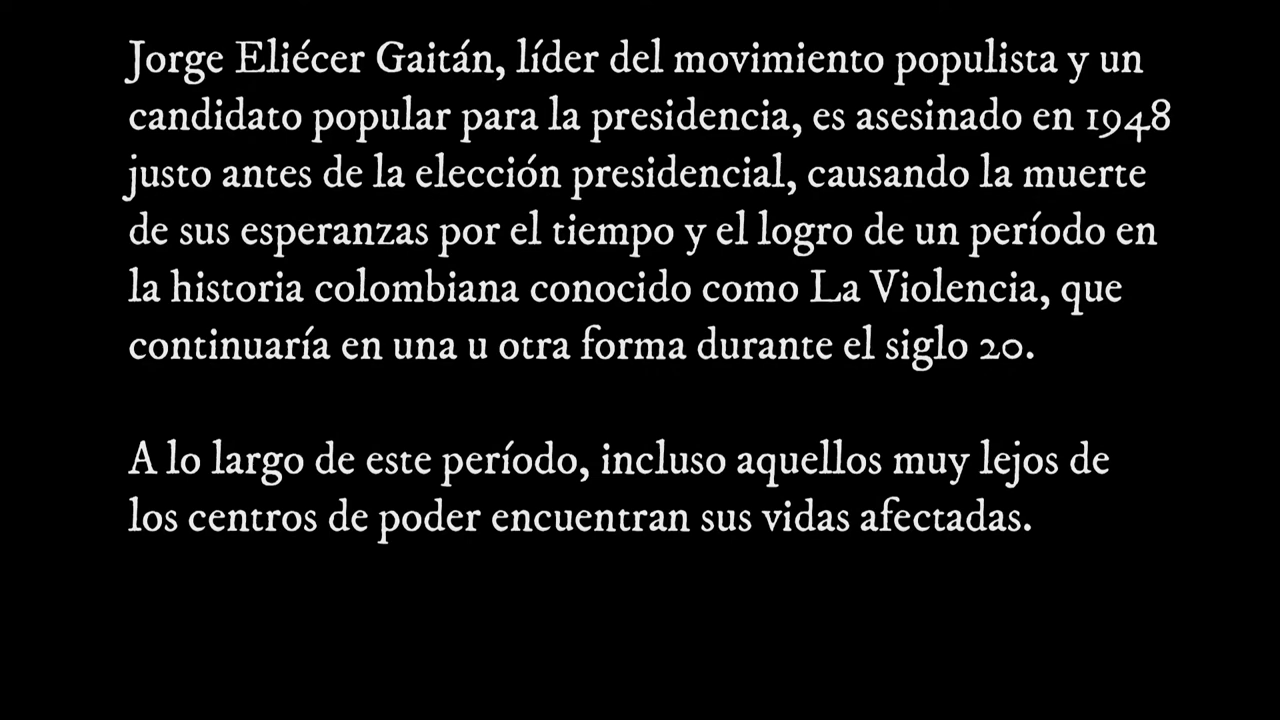 Jorge Eliécer Gaitán, líder del movimiento populista y un
candidato popular para la presidencia, es asesinado en 1948
justo antes de la elección presidencial, causando la muerte
de sus esperanzas por el tiempo y el logro de un período en
la historia colombiana conocido como La Violencia, que
continuaría en una u otra forma durante el siglo 20.
A lo largo de este período, incluso aquellos muy lejos de
los centros de poder encuentran sus vidas afectadas.